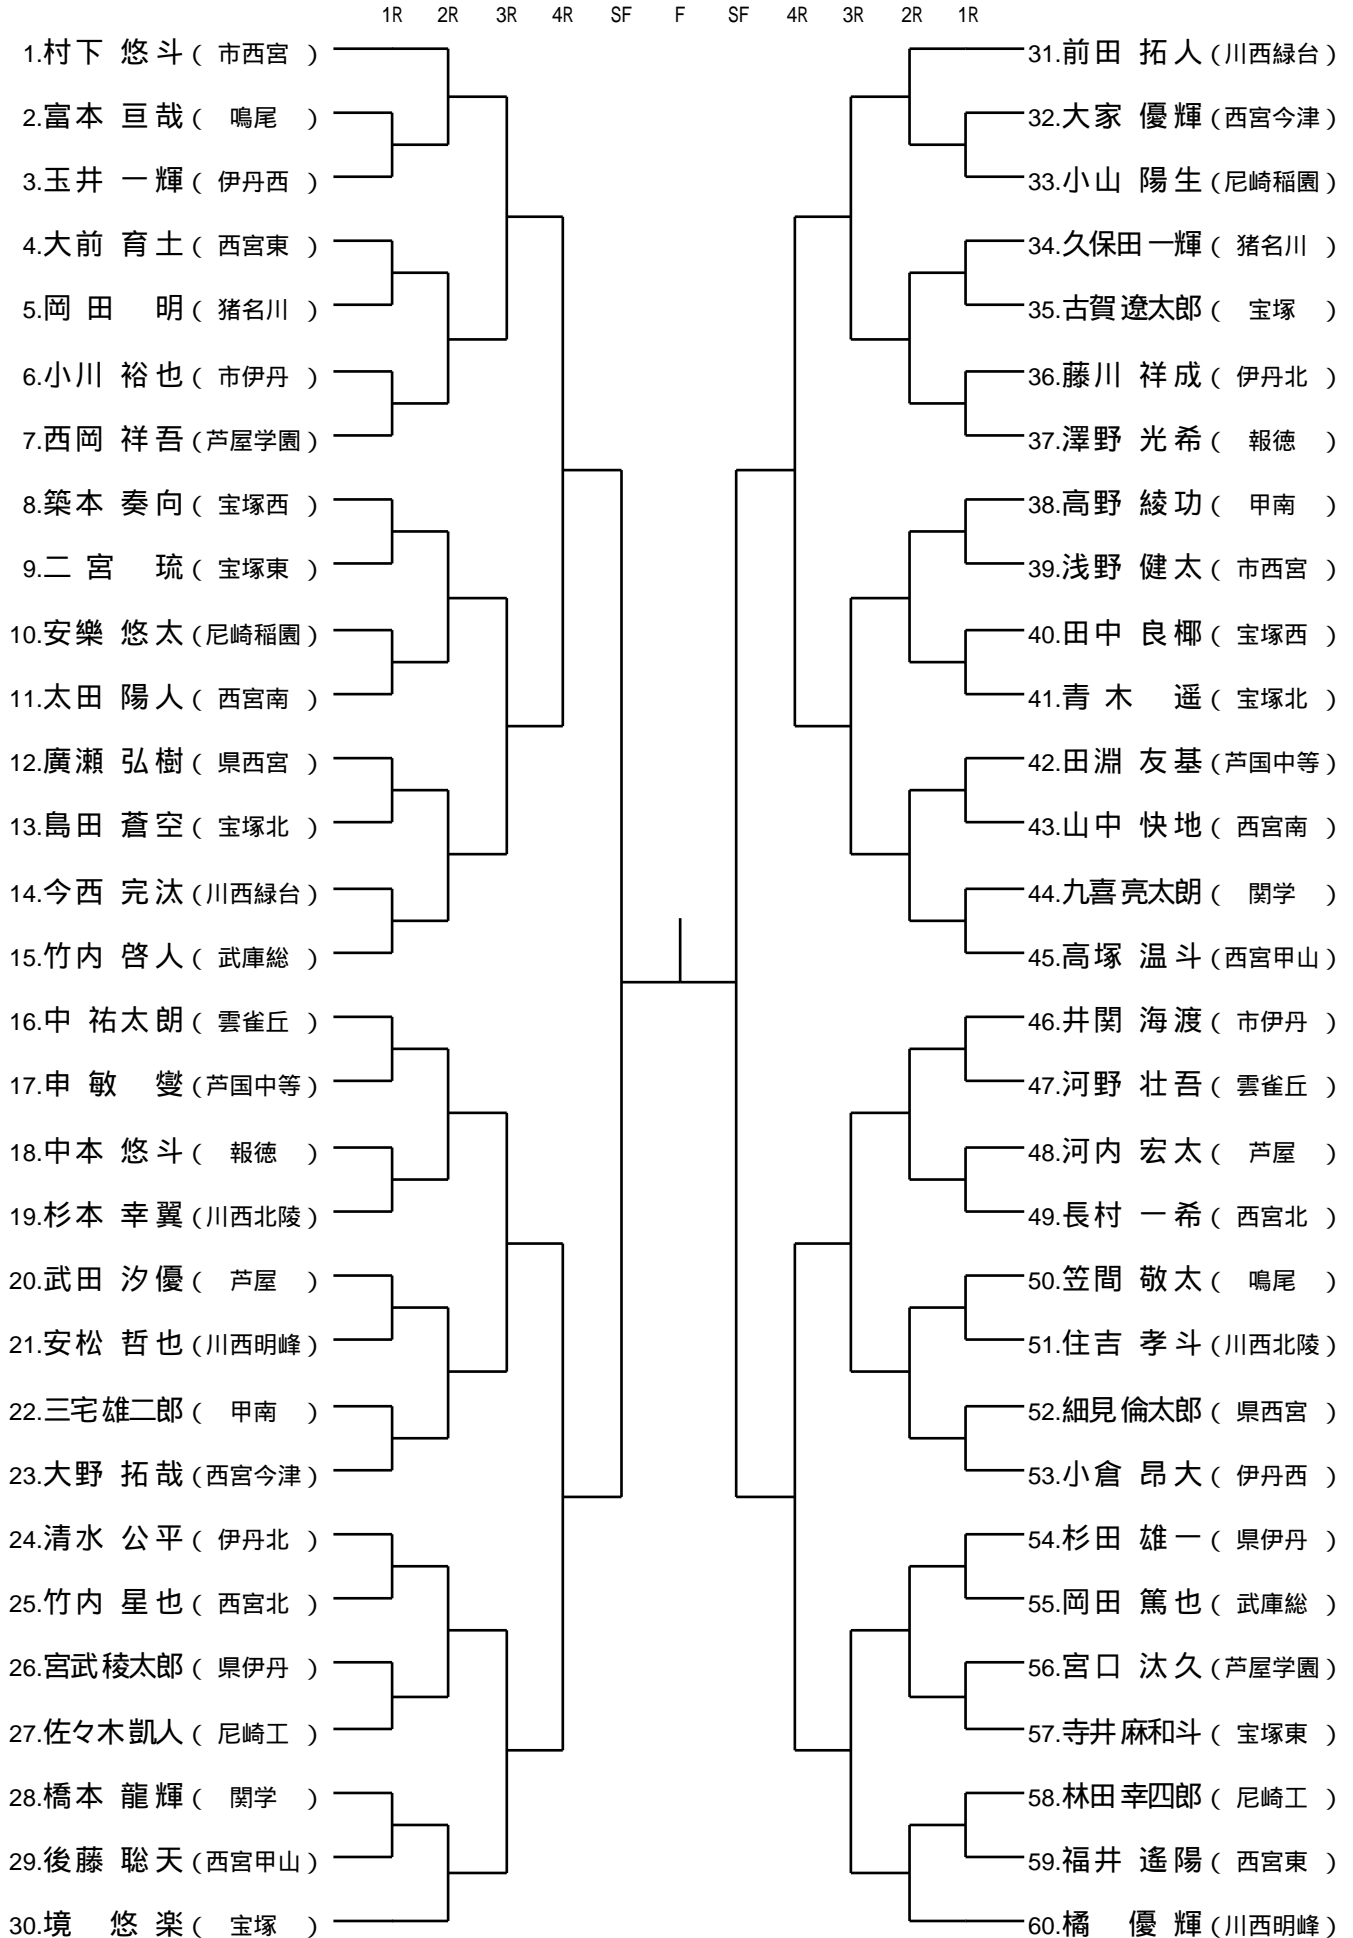 1R 2R 3R 4R SF F SF 4R 3R 2R 1R
1.村下 悠斗( 市西宮 )
2.富本 亘哉( 鳴尾 )
3.玉井 一輝( 伊丹西 )
4.大前 育土( 西宮東 )
5.岡田 明( 猪名川 )
6.小川 裕也( 市伊丹 )
7.西岡 祥吾(芦屋学園)
8.築本 奏向( 宝塚西 )
9.二宮 琉( 宝塚東 )
10.安樂 悠太(尼崎稲園)
11.太田 陽人( 西宮南 )
12.廣瀬 弘樹( 県西宮 )
13.島田 蒼空( 宝塚北 )
14.今西 完汰(川西緑台)
15.竹内 啓人( 武庫総 )
16.中 祐太朗( 雲雀丘 )
17.申敏 燮(芦国中等)
18.中本 悠斗( 報徳 )
19.杉本 幸翼(川西北陵)
20.武田 汐優( 芦屋 )
21.安松 哲也(川西明峰)
22.三宅雄二郎( 甲南 )
23.大野 拓哉(西宮今津)
24.清水 公平( 伊丹北 )
25.竹内 星也( 西宮北 )
26.宮武稜太郎( 県伊丹 )
27.佐々木凱人( 尼崎工 )
28.橋本 龍輝( 関学 )
29.後藤 聡天(西宮甲山)
30.境 悠楽( 宝塚 )
31.前田 拓人(川西緑台)
32.大家 優輝(西宮今津)
33.小山 陽生(尼崎稲園)
34.久保田一輝( 猪名川 )
35.古賀遼太郎( 宝塚 )
36.藤川 祥成( 伊丹北 )
37.澤野 光希( 報徳 )
38.高野 綾功( 甲南 )
39.浅野 健太( 市西宮 )
40.田中 良椰( 宝塚西 )
41.青木 遥( 宝塚北 )
42.田淵 友基(芦国中等)
43.山中 快地( 西宮南 )
44.九喜亮太朗( 関学 )
45.高塚 温斗(西宮甲山)
46.井関 海渡( 市伊丹 )
47.河野 壮吾( 雲雀丘 )
48.河内 宏太( 芦屋 )
49.長村 一希( 西宮北 )
50.笠間 敬太( 鳴尾 )
51.住吉 孝斗(川西北陵)
52.細見倫太郎( 県西宮 )
53.小倉 昂大( 伊丹西 )
54.杉田 雄一( 県伊丹 )
55.岡田 篤也( 武庫総 )
56.宮口 汰久(芦屋学園)
57.寺井麻和斗( 宝塚東 )
58.林田幸四郎( 尼崎工 )
59.福井 遙陽( 西宮東 )
60.橘 優輝(川西明峰)